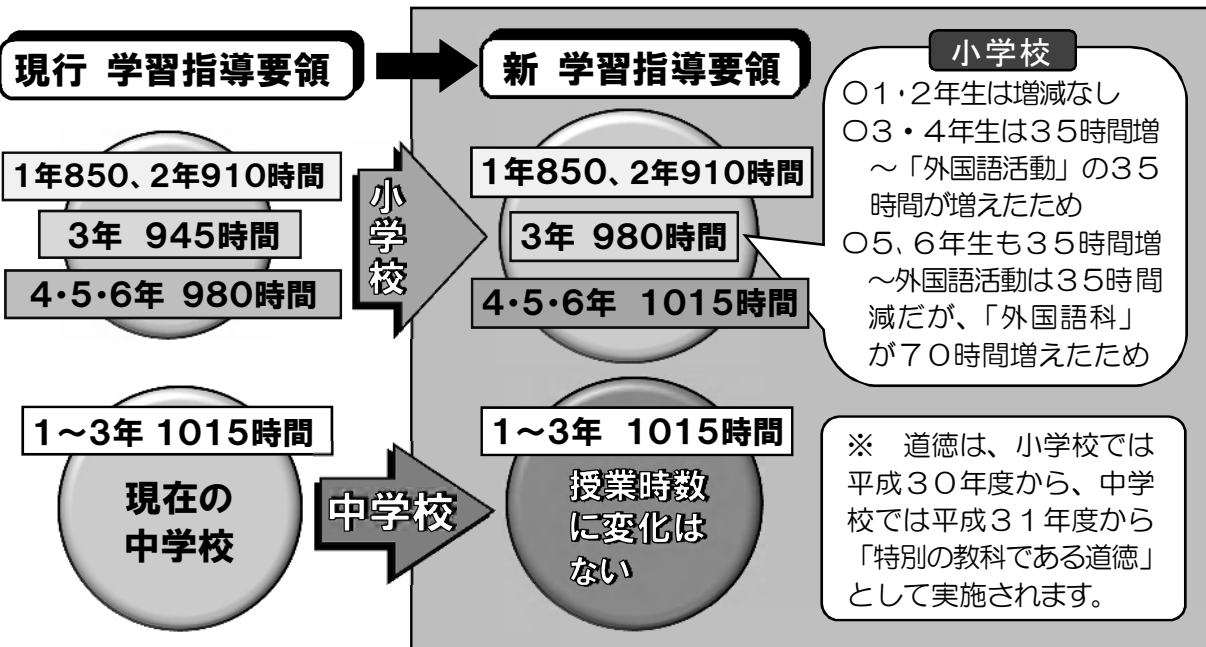 現行 学習指導要領
新 学習指導要領
1年850、2年910時間
3年 945時間
4・5・6年 980時間
小学校
1年850、2年910時間
3年 980時間
4・5・6年 1015時間
小学校
○1・2年生は増減なし
○3・4年生は35時間増
～「外国語活動」の35
時間が増えたため
○5、6年生も35時間増
～外国語活動は35時間
減だが、「外国語科」
が70時間増えたため
1～3年 1015時間
現在の
中学校
中学校
1～3年 1015時間
授業時数
に変化は
ない
※ 道徳は、小学校では
平成30年度から、中学
校では平成31年度から
「特別の教科である道徳」
として実施されます。